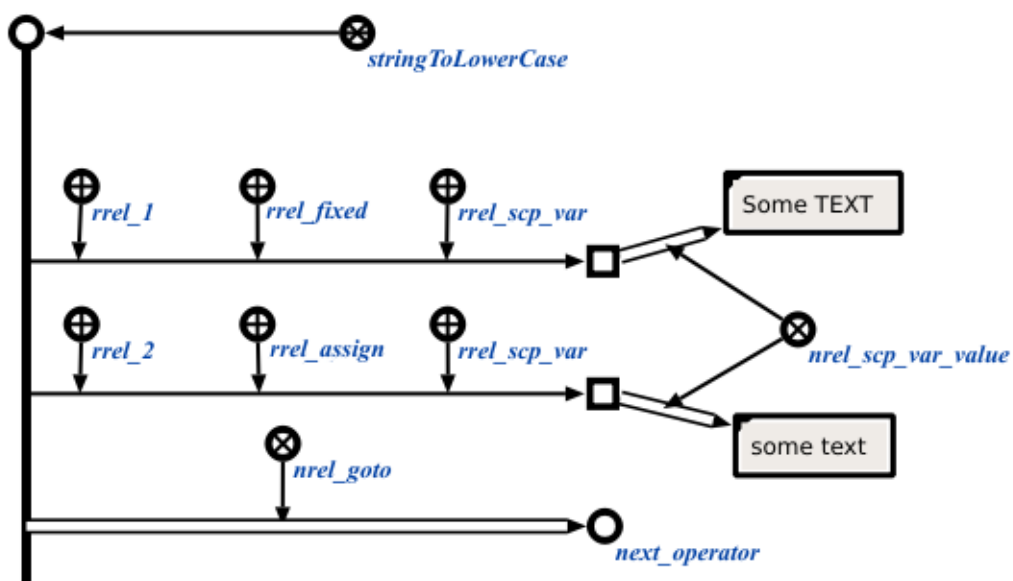 stringToLowerCase
rrel_1
rrel_fixed
rrel_scp_var
Some TEXT
rrel_2
rrel_assign
rrel_scp_var
nrel_scp_var_value
some text
nrel_goto
next_operator